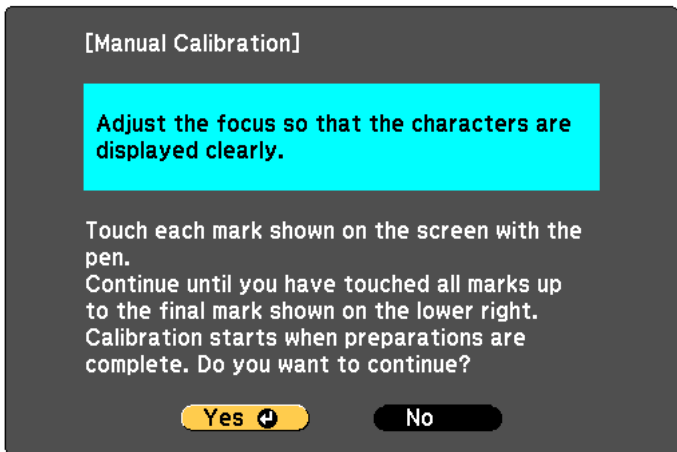 [Manual Calibration]
Adjust the focus so that the characters are
displayed clearly.
Touch each mark shown on the screen with the
pen.
Continue until you have touched all marks up
to the final mark shown on the lower right.
Calibration starts when preparations are
complete. Do you want to continue?
Yes
No